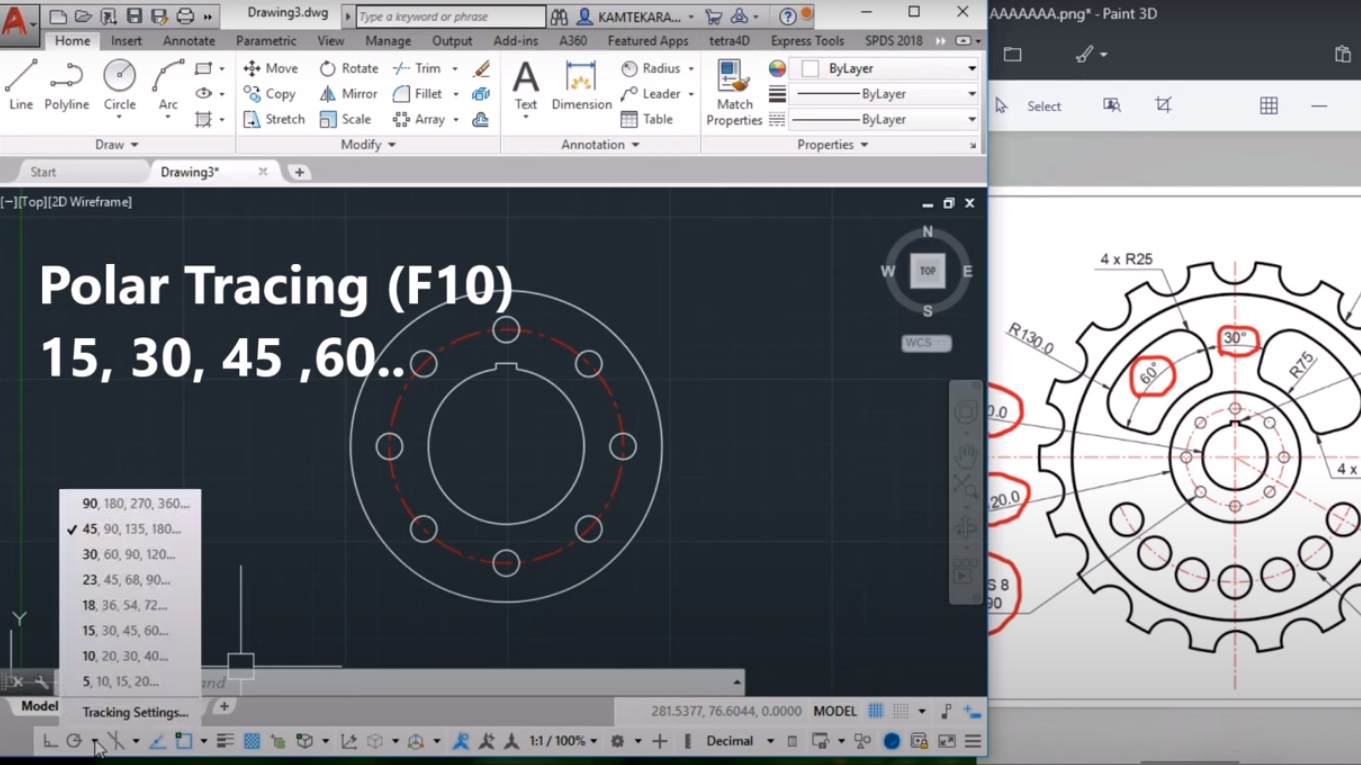 Drawing3.dwg
Type a keyword or phrase
KAMTEKARA...
AAAAAAA.png* - Paint 3D
Home Insert Annotate Parametric View Manage Output Add-ins A360 Featured Apps tetra4D Express Tools SPDS 2018
Line Polyline Circle Arc
Move Rotate Trim
Copy Mirror Fillet
Stretch Scale Array
Text Dimension
Radius
Leader
Table
Match
Properties
ByLayer
ByLayer
ByLayer
Draw Modify Annotation Properties
Select
Start Drawing3*
[−][Top][2D Wireframe]
N
W TOP E
S
WCS
Polar Tracing (F10)
15, 30, 45 ,60..
90, 180, 270, 360...
45, 90, 135, 180...
30, 60, 90, 120...
23, 45, 68, 90...
18, 36, 54, 72...
15, 30, 45, 60...
10, 20, 30, 40...
5, 10, 15, 20...
Tracking Settings...
Y
Model
281.5377, 76.6044, 0.0000 MODEL
1:1 / 100% Decimal
4 x R25
R130.0
30°
60°
R75
0.0
20.0
4 x
S 8
90